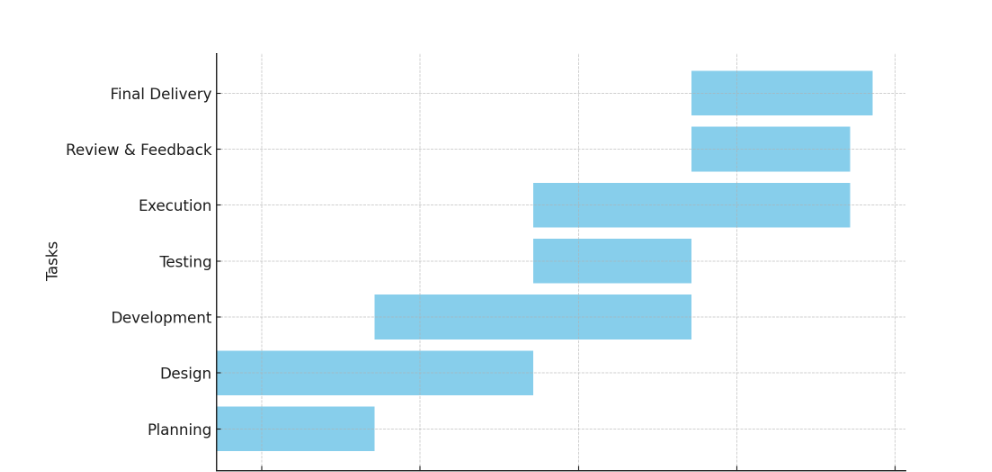 Final Delivery
Review & Feedback
Execution
Testing
Development
Design
Planning
Tasks